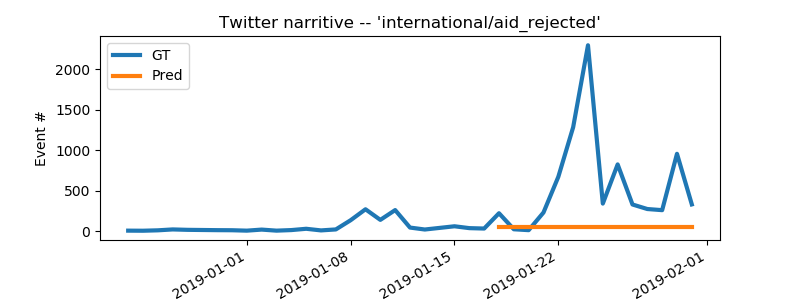 Twitter narritive -- 'international/aid_rejected'
GT
Pred
Event #
2000
1500
1000
500
0
2019-01-01
2019-01-08
2019-01-15
2019-01-22
2019-02-01